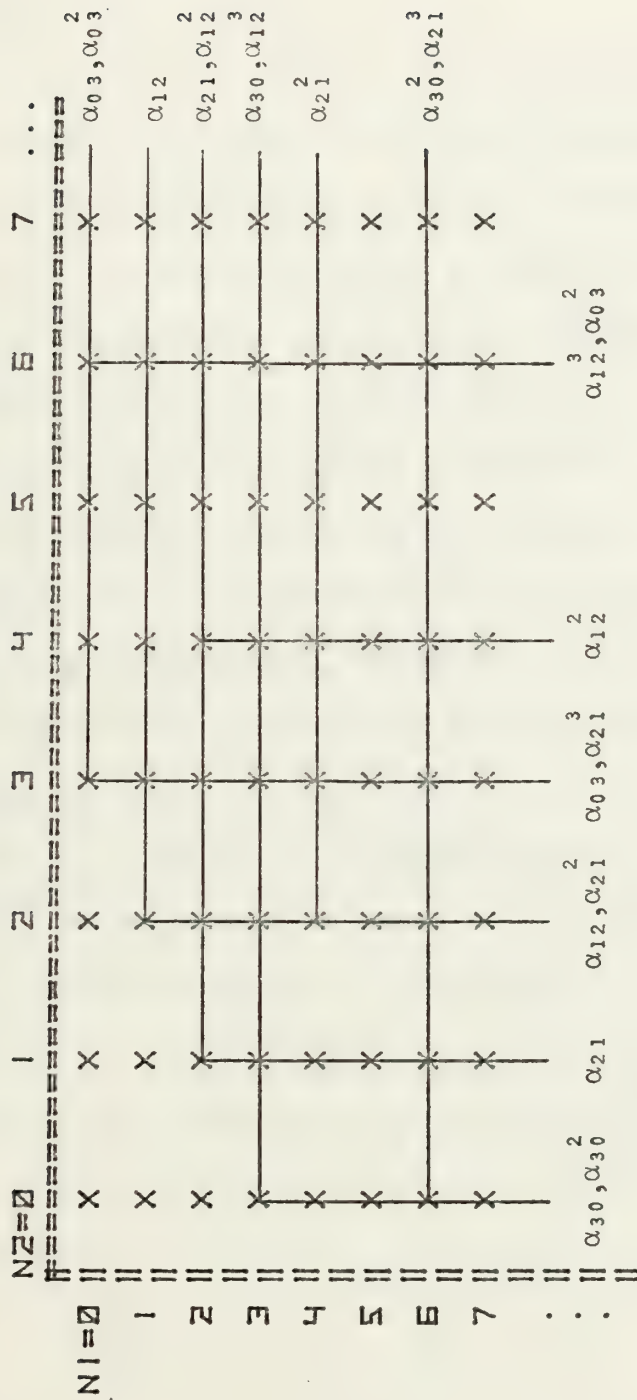 N2=0 1 2 3 4 5 6 7 ...
==================================================
N1=0 || X X X X X X X X α₀₃,α₀₃²
1 || X X X X X X X X α₁₂
2 || X X X X X X X X α₂₁,α₁₂²
3 || X X X X X X X X α₃₀,α₁₂³
4 || X X X X X X X X α₂₁²
5 || X X X X X X X X
6 || X X X X X X X X α₃₀²,α₂₁³
7 || X X X X X X X X
. ||
. ||
. ||
α₃₀,α₃₀² α₂₁ α₁₂,α₂₁² α₀₃,α₂₁³ α₁₂² α₁₂³,α₀₃²